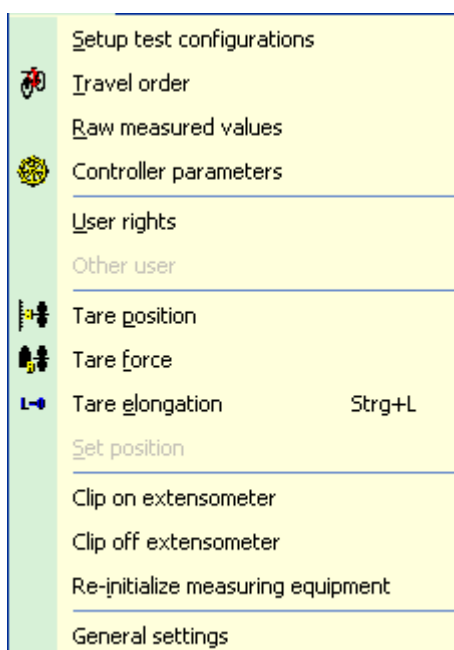 Setup test configurations
Travel order
Raw measured values
Controller parameters
User rights
Other user
Tare position
Tare force
Tare elongation Strg+L
Set position
Clip on extensometer
Clip off extensometer
Re-initialize measuring equipment
General settings